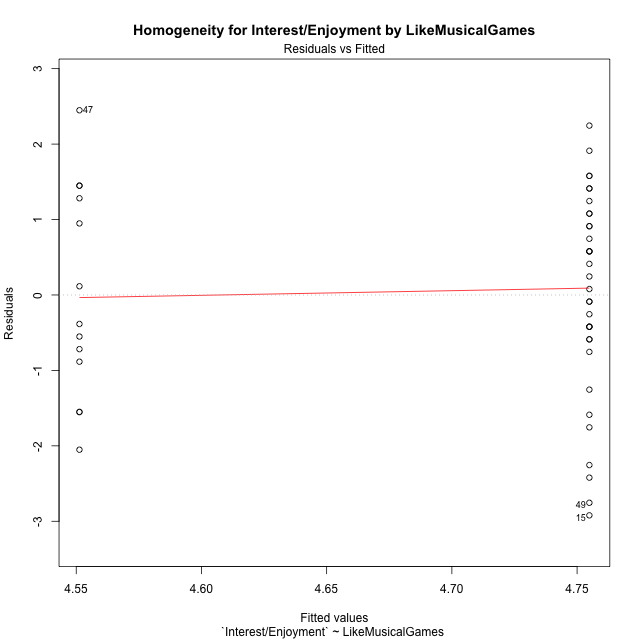 Homogeneity for Interest/Enjoyment by LikeMusicalGames
Residuals vs Fitted
3
2
1
0
-1
-2
-3
Residuals
47
49
15
4.55 4.60 4.65 4.70 4.75
Fitted values
`Interest/Enjoyment` ~ LikeMusicalGames